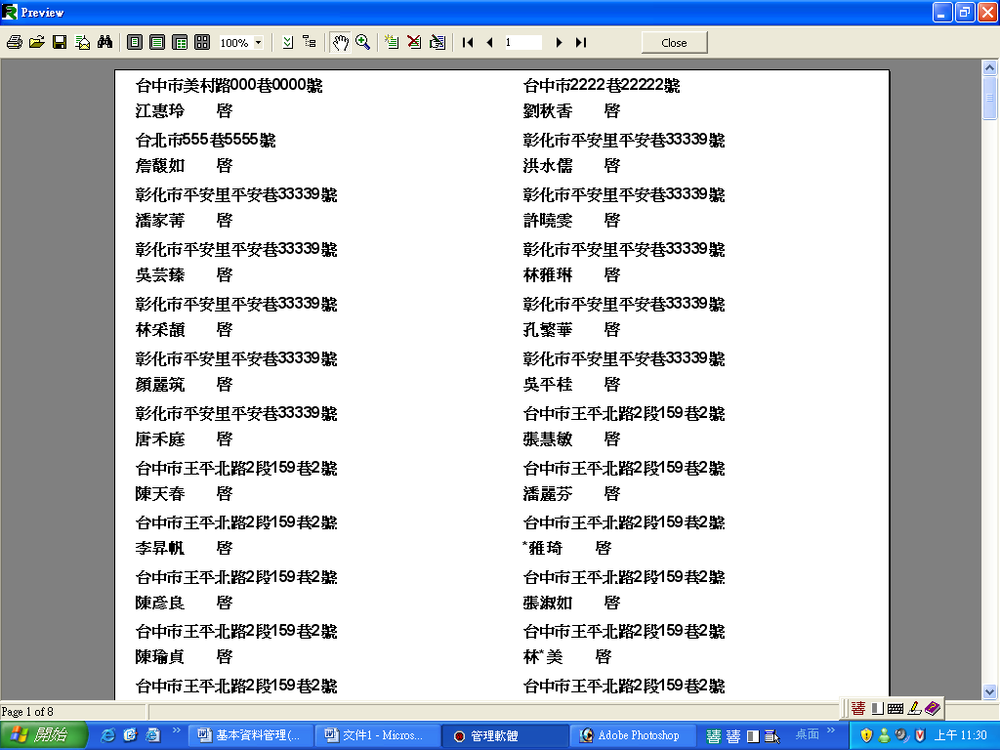 Preview
100%
1
Close
台中市美村路000巷0000號
台中市2222巷22222號
江惠玲 啓
劉秋香 啓
台北市555巷5555號
彰化市平安里平安巷33339號
詹馥如 啓
洪水儒 啓
彰化市平安里平安巷33339號
彰化市平安里平安巷33339號
潘家菁 啓
許曉雯 啓
彰化市平安里平安巷33339號
彰化市平安里平安巷33339號
吳芸臻 啓
林雅琳 啓
彰化市平安里平安巷33339號
彰化市平安里平安巷33339號
林采頡 啓
孔繁華 啓
彰化市平安里平安巷33339號
彰化市平安里平安巷33339號
顏麗筑 啓
吳平桂 啓
彰化市平安里平安巷33339號
台中市王平北路2段159巷2號
唐禾庭 啓
張慧敏 啓
台中市王平北路2段159巷2號
台中市王平北路2段159巷2號
陳天春 啓
潘麗芬 啓
台中市王平北路2段159巷2號
台中市王平北路2段159巷2號
李昇帆 啓
*雅琦 啓
台中市王平北路2段159巷2號
台中市王平北路2段159巷2號
陳彥良 啓
張淑如 啓
台中市王平北路2段159巷2號
台中市王平北路2段159巷2號
陳瑜貞 啓
林*美 啓
台中市王平北路2段159巷2號
台中市王平北路2段159巷2號
Page 1 of 8
開始
基本資料管理(...
文件1 - Micros...
管理軟體
Adobe Photoshop
桌面
上午 11:30